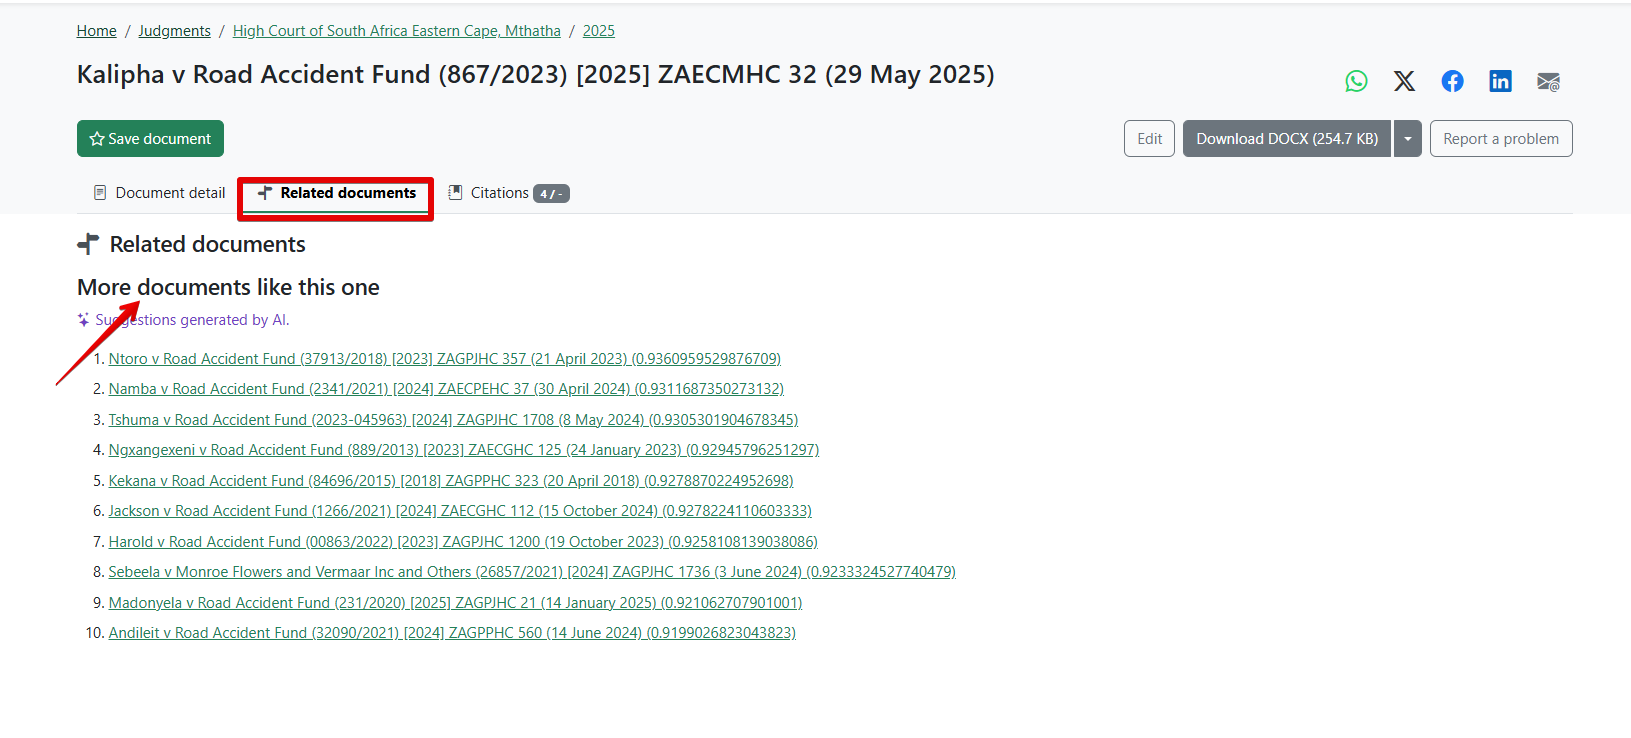 Home / Judgments / High Court of South Africa Eastern Cape, Mthatha / 2025
Kalipha v Road Accident Fund (867/2023) [2025] ZAECMHC 32 (29 May 2025)
Save document
Edit
Download DOCX (254.7 KB)
Report a problem
Document detail
Related documents
Citations 4 / -
Related documents
More documents like this one
Suggestions generated by AI.
1. Ntoro v Road Accident Fund (37913/2018) [2023] ZAGPJHC 357 (21 April 2023) (0.9360959529876709)
2. Namba v Road Accident Fund (2341/2021) [2024] ZAECPEHC 37 (30 April 2024) (0.9311687350273132)
3. Tshuma v Road Accident Fund (2023-045963) [2024] ZAGPJHC 1708 (8 May 2024) (0.9305301904678345)
4. Ngxangexeni v Road Accident Fund (889/2013) [2023] ZAECGHC 125 (24 January 2023) (0.92945796251297)
5. Kekana v Road Accident Fund (84696/2015) [2018] ZAGPPHC 323 (20 April 2018) (0.9278870224952698)
6. Jackson v Road Accident Fund (1266/2021) [2024] ZAECGHC 112 (15 October 2024) (0.9278224110603333)
7. Harold v Road Accident Fund (00863/2022) [2023] ZAGPJHC 1200 (19 October 2023) (0.9258108139038086)
8. Sebeela v Monroe Flowers and Vermaar Inc and Others (26857/2021) [2024] ZAGPJHC 1736 (3 June 2024) (0.9233324527740479)
9. Madonyela v Road Accident Fund (231/2020) [2025] ZAGPJHC 21 (14 January 2025) (0.921062707901001)
10. Andileit v Road Accident Fund (32090/2021) [2024] ZAGPPHC 560 (14 June 2024) (0.9199026823043823)